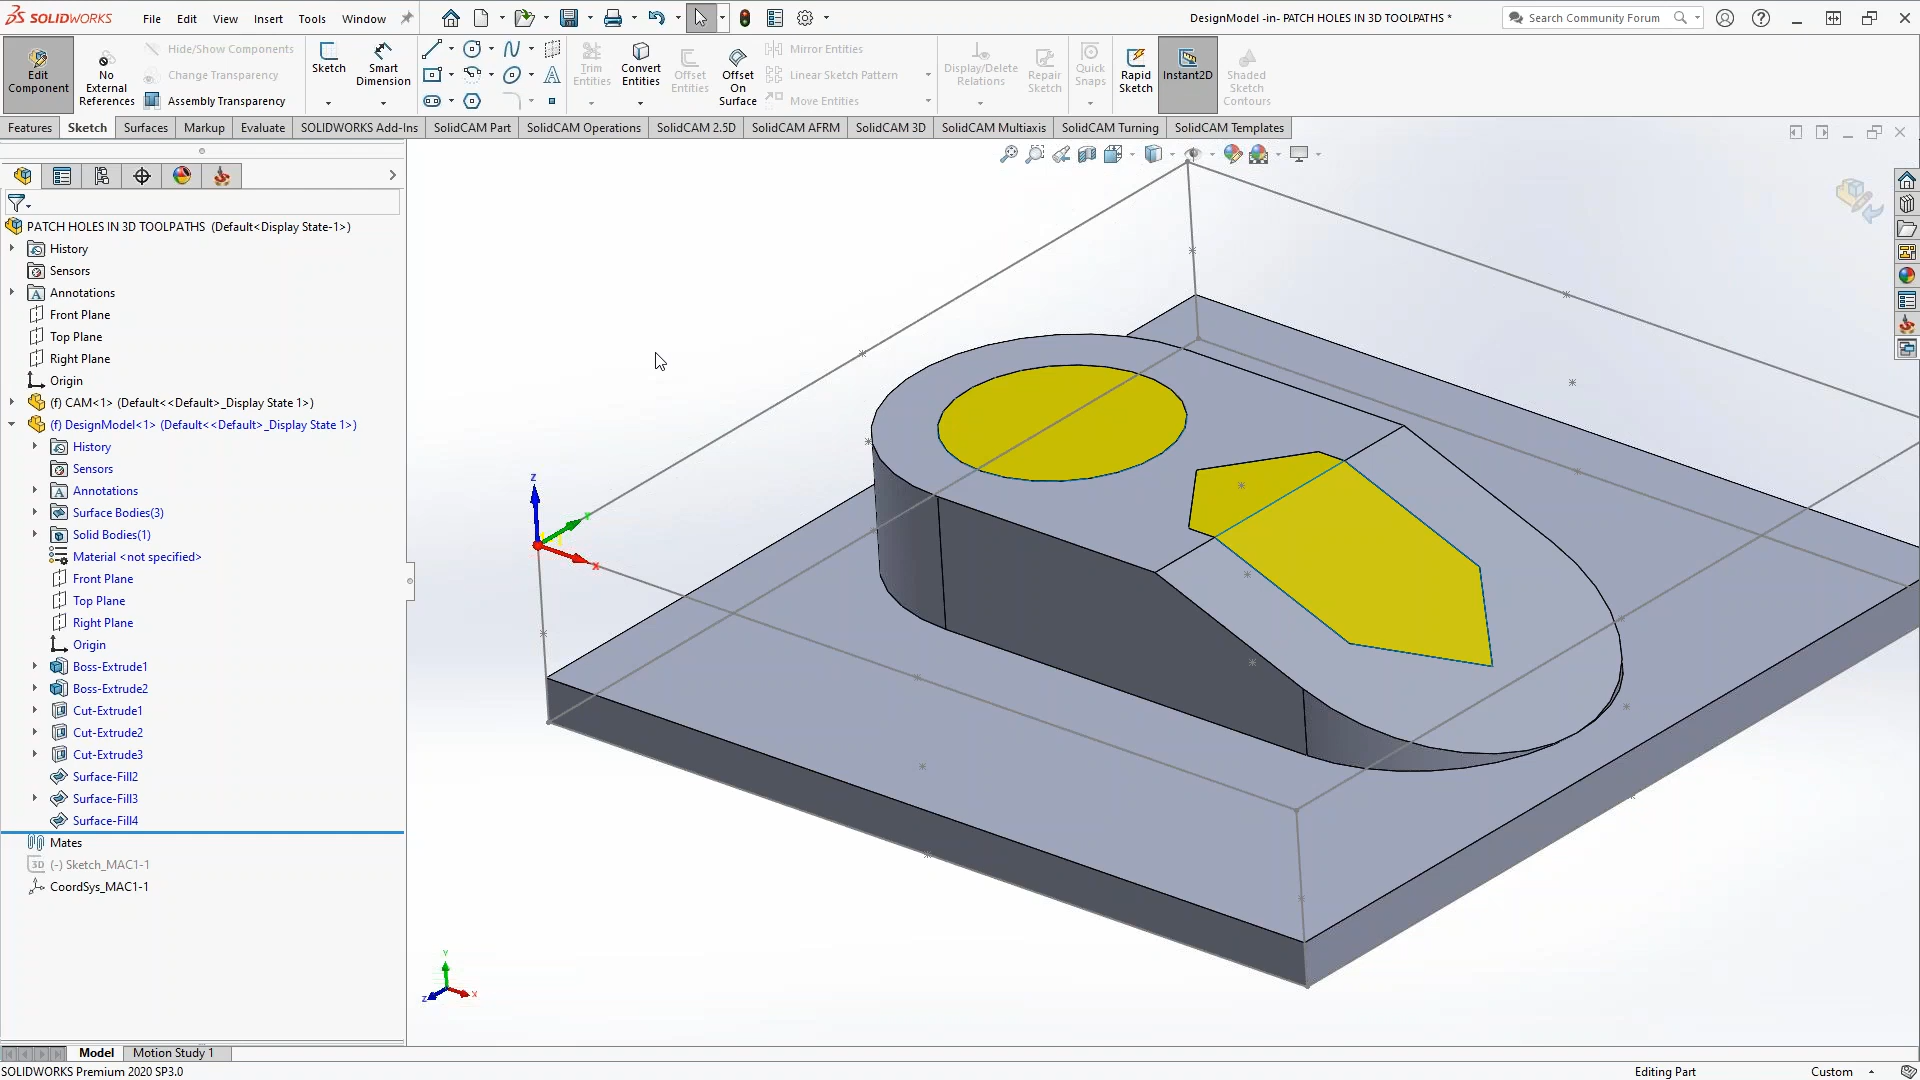 SOLIDWORKS File Edit View Insert Tools Window
DesignModel -in- PATCH HOLES IN 3D TOOLPATHS *
Search Community Forum
Edit Component
No External References
Hide/Show Components
Change Transparency
Assembly Transparency
Sketch
Smart Dimension
Trim Entities
Convert Entities
Offset Entities
Offset On Surface
Mirror Entities
Linear Sketch Pattern
Move Entities
Display/Delete Relations
Repair Sketch
Quick Snaps
Rapid Sketch
Instant2D
Shaded Sketch Contours
Features Sketch Surfaces Markup Evaluate SOLIDWORKS Add-Ins SolidCAM Part SolidCAM Operations SolidCAM 2.5D SolidCAM AFRM SolidCAM 3D SolidCAM Multiaxis SolidCAM Turning SolidCAM Templates
PATCH HOLES IN 3D TOOLPATHS (Default<Display State-1>)
History
Sensors
Annotations
Front Plane
Top Plane
Right Plane
Origin
(f) CAM<1> (Default<<Default>_Display State 1>)
(f) DesignModel<1> (Default<<Default>_Display State 1>)
History
Sensors
Annotations
Surface Bodies(3)
Solid Bodies(1)
Material <not specified>
Front Plane
Top Plane
Right Plane
Origin
Boss-Extrude1
Boss-Extrude2
Cut-Extrude1
Cut-Extrude2
Cut-Extrude3
Surface-Fill2
Surface-Fill3
Surface-Fill4
Mates
3D (-) Sketch_MAC1-1
CoordSys_MAC1-1
Z
X
Y
Z
X
Model Motion Study 1
SOLIDWORKS Premium 2020 SP3.0
Editing Part
Custom